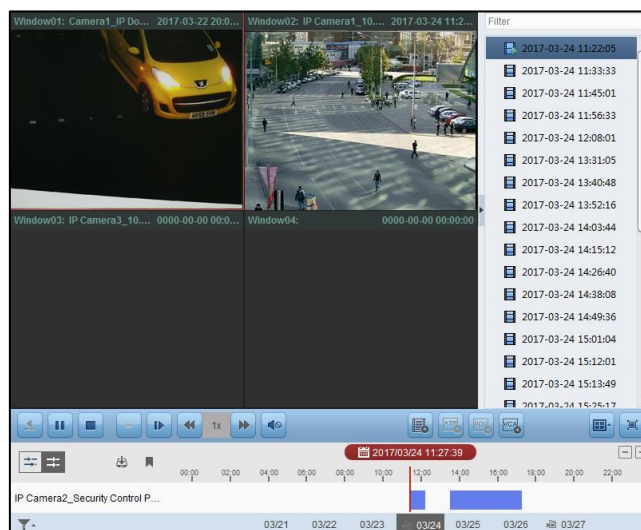 Window01: Camera1_IP Do... 2017-03-22 20:0...
Window02: IP Camera1_10.... 2017-03-24 11:2...
Filter
2017-03-24 11:22:05
2017-03-24 11:33:33
2017-03-24 11:45:01
2017-03-24 11:56:33
2017-03-24 12:08:01
2017-03-24 13:31:05
2017-03-24 13:40:48
2017-03-24 13:52:16
2017-03-24 14:03:44
2017-03-24 14:15:12
2017-03-24 14:26:40
2017-03-24 14:38:08
2017-03-24 14:49:36
2017-03-24 15:01:04
2017-03-24 15:12:01
2017-03-24 15:13:49
2017-03-24 15:25:17
Window03: IP Camera3_10.... 0000-00-00 00:0...
Window04: 0000-00-00 00:00:00
1x
ATM
POS
VCA
2017/03/24 11:27:39
00:00 02:00 04:00 06:00 08:00 10:00 12:00 14:00 16:00 18:00 20:00 22:00
IP Camera2_Security Control P...
03/21 03/22 03/23 03/24 03/25 03/26 03/27